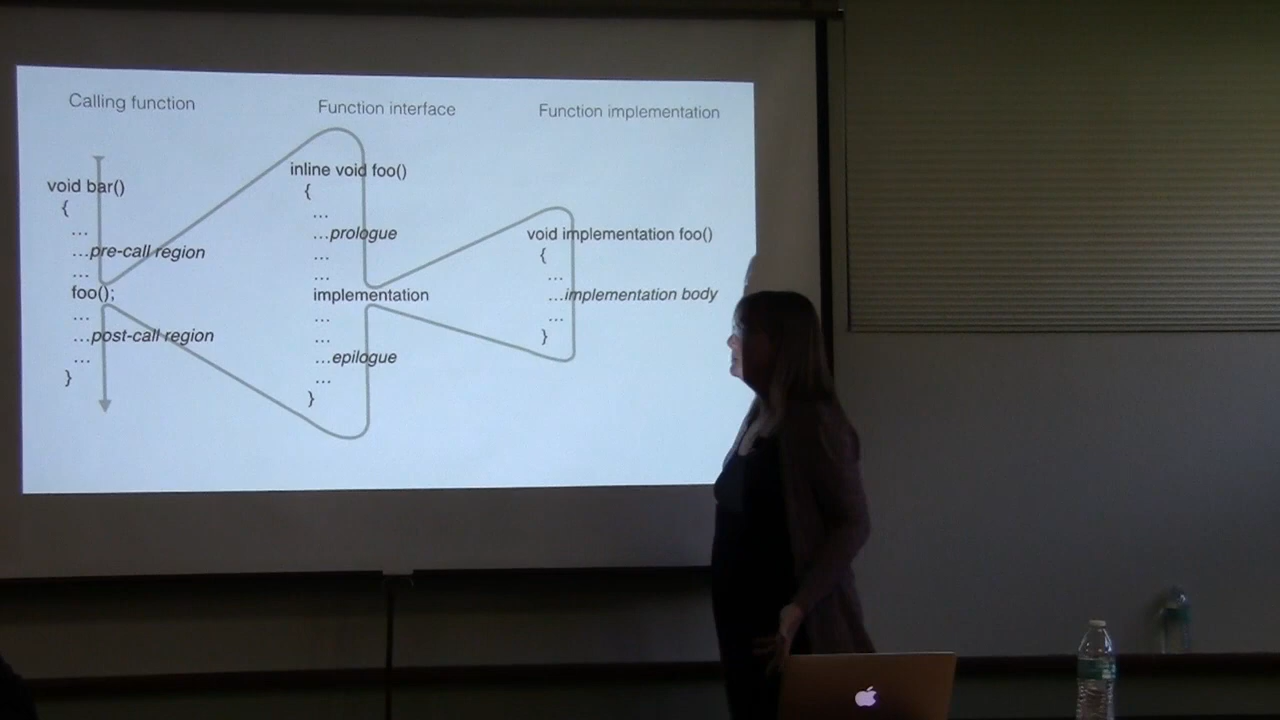 Calling function
void bar()
{
...
...pre-call region
...
foo();
...
...post-call region
...
}
Function interface
inline void foo()
{
...
...prologue
...
...
implementation
...
...
...epilogue
...
}
Function implementation
void implementation foo()
{
...
...implementation body
...
}